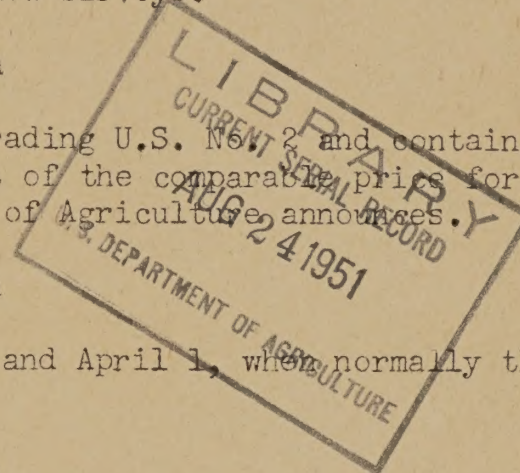 rading U.S. No. 2 and contain
of the comparable price for
of Agriculture announces.
and April 1, when normally t
LIBRARY
CURRENT SERIAL RECORD
AUG 24 1951
U. S. DEPARTMENT OF AGRICULTURE